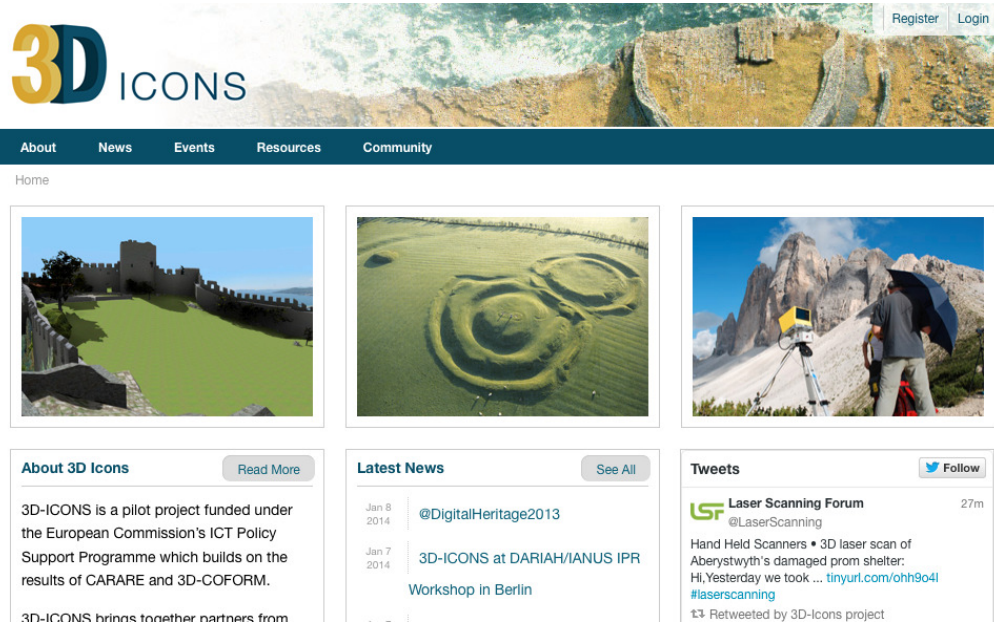 Register Login
3D ICONS
About News Events Resources Community
Home
About 3D Icons
Read More
3D-ICONS is a pilot project funded under
the European Commission's ICT Policy
Support Programme which builds on the
results of CARARE and 3D-COFORM.
3D-ICONS brings together partners from
Latest News
See All
Jan 8
2014
@DigitalHeritage2013
Jan 7
2014
3D-ICONS at DARIAH/IANUS IPR
Workshop in Berlin
Tweets
Follow
LSF
Laser Scanning Forum 27m
@LaserScanning
Hand Held Scanners • 3D laser scan of
Aberystwyth's damaged prom shelter:
Hi,Yesterday we took ... tinyurl.com/ohh9o4l
#laserscanning
Retweeted by 3D-Icons project